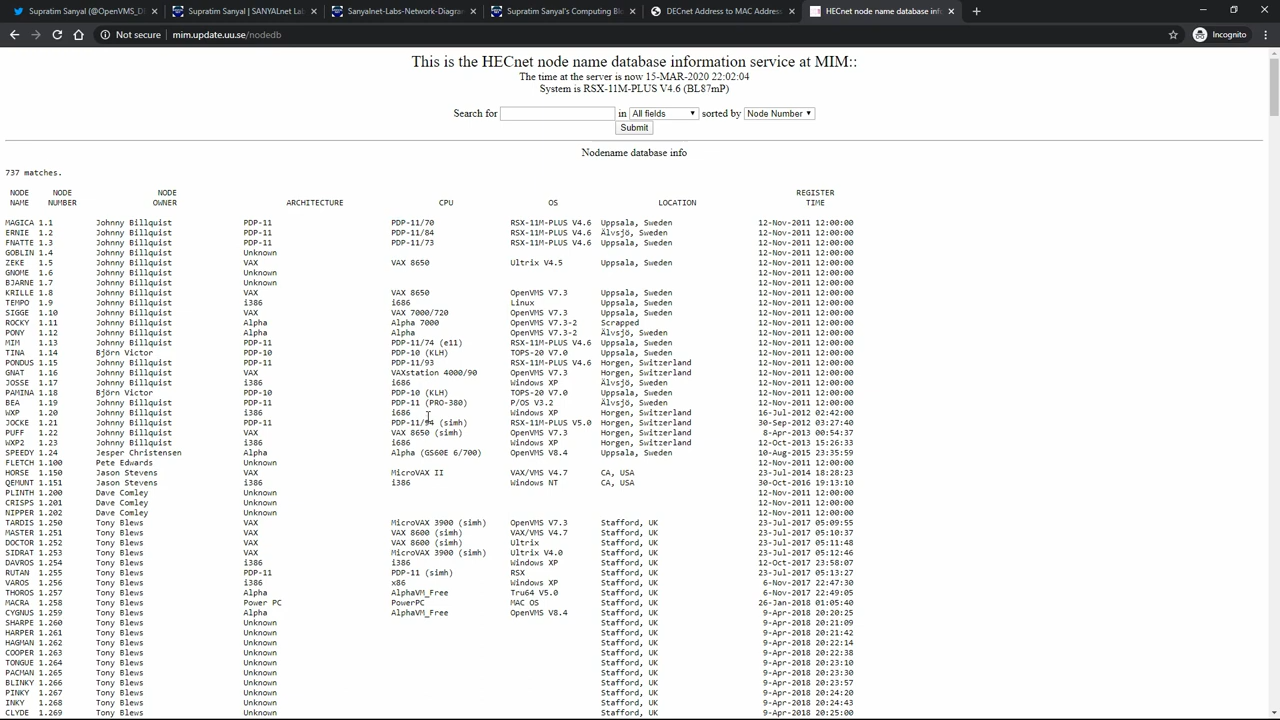 Supratim Sanyal (@OpenVMS_DE
Supratim Sanyal | SANYALnet Lab
Sanyalnet-Labs-Network-Diagram
Supratim Sanyal's Computing Blo
DECnet Address to MAC Address
HECnet node name database info
Not secure | mim.update.uu.se/nodedb
Incognito
This is the HECnet node name database information service at MIM::
The time at the server is now 15-MAR-2020 22:02:04
System is RSX-11M-PLUS V4.6 (BL87mP)
Search for in All fields sorted by Node Number
Submit
Nodename database info
737 matches.
NODE NODE NODE REGISTER
NAME NUMBER OWNER ARCHITECTURE CPU OS LOCATION TIME
MAGICA 1.1 Johnny Billquist PDP-11 PDP-11/70 RSX-11M-PLUS V4.6 Uppsala, Sweden 12-Nov-2011 12:00:00
ERNIE 1.2 Johnny Billquist PDP-11 PDP-11/84 RSX-11M-PLUS V4.6 Älvsjö, Sweden 12-Nov-2011 12:00:00
FNATTE 1.3 Johnny Billquist PDP-11 PDP-11/73 RSX-11M-PLUS V4.6 Uppsala, Sweden 12-Nov-2011 12:00:00
GOBLIN 1.4 Johnny Billquist Unknown 12-Nov-2011 12:00:00
ZEKE 1.5 Johnny Billquist VAX VAX 8650 Ultrix V4.5 Uppsala, Sweden 12-Nov-2011 12:00:00
GNOME 1.6 Johnny Billquist Unknown 12-Nov-2011 12:00:00
BJARNE 1.7 Johnny Billquist Unknown 12-Nov-2011 12:00:00
KRILLE 1.8 Johnny Billquist VAX VAX 8650 OpenVMS V7.3 Uppsala, Sweden 12-Nov-2011 12:00:00
TEMPO 1.9 Johnny Billquist i386 i686 Linux Uppsala, Sweden 12-Nov-2011 12:00:00
SIGGE 1.10 Johnny Billquist VAX VAX 7000/720 OpenVMS V7.3 Uppsala, Sweden 12-Nov-2011 12:00:00
ROCKY 1.11 Johnny Billquist Alpha Alpha 7000 OpenVMS V7.3-2 Scrapped 12-Nov-2011 12:00:00
PONY 1.12 Johnny Billquist Alpha Alpha OpenVMS V7.3-2 Älvsjö, Sweden 12-Nov-2011 12:00:00
MIM 1.13 Johnny Billquist PDP-11 PDP-11/74 (e11) RSX-11M-PLUS V4.6 Uppsala, Sweden 12-Nov-2011 12:00:00
TINA 1.14 Björn Victor PDP-10 PDP-10 (KLH) TOPS-20 V7.0 Uppsala, Sweden 12-Nov-2011 12:00:00
PONDUS 1.15 Johnny Billquist PDP-11 PDP-11/93 RSX-11M-PLUS V4.6 Horgen, Switzerland 12-Nov-2011 12:00:00
GNAT 1.16 Johnny Billquist VAX VAXstation 4000/90 OpenVMS V7.3 Horgen, Switzerland 12-Nov-2011 12:00:00
JOSSE 1.17 Johnny Billquist i386 i686 Windows XP Älvsjö, Sweden 12-Nov-2011 12:00:00
PAMINA 1.18 Björn Victor PDP-10 PDP-10 (KLH) TOPS-20 V7.0 Uppsala, Sweden 12-Nov-2011 12:00:00
BEA 1.19 Johnny Billquist PDP-11 PDP-11 (PRO-380) P/OS V3.2 Älvsjö, Sweden 12-Nov-2011 12:00:00
WXP 1.20 Johnny Billquist i386 i686 Windows XP Horgen, Switzerland 16-Jul-2012 02:42:00
JOCKE 1.21 Johnny Billquist PDP-11 PDP-11/94 (simh) RSX-11M-PLUS V5.0 Horgen, Switzerland 30-Sep-2012 03:27:40
PUFF 1.22 Johnny Billquist VAX VAX 8650 (simh) OpenVMS V7.3 Horgen, Switzerland 8-Apr-2013 00:54:37
WXP2 1.23 Johnny Billquist i386 i686 Windows XP Horgen, Switzerland 12-Oct-2013 15:26:33
SPEEDY 1.24 Jesper Christensen Alpha Alpha (GS60E 6/700) OpenVMS V8.4 Uppsala, Sweden 10-Aug-2015 23:35:59
FLETCH 1.100 Pete Edwards Unknown 12-Nov-2011 12:00:00
HORSE 1.150 Jason Stevens VAX MicroVAX II VAX/VMS V4.7 CA, USA 23-Jul-2014 18:28:23
QEMUNT 1.151 Jason Stevens i386 i386 Windows NT CA, USA 30-Oct-2016 19:13:10
PLINTH 1.200 Dave Comley Unknown 12-Nov-2011 12:00:00
CRISPS 1.201 Dave Comley Unknown 12-Nov-2011 12:00:00
NIPPER 1.202 Dave Comley Unknown 12-Nov-2011 12:00:00
TARDIS 1.250 Tony Blews VAX MicroVAX 3900 (simh) OpenVMS V7.3 Stafford, UK 23-Jul-2017 05:09:55
MASTER 1.251 Tony Blews VAX VAX 8600 (simh) VAX/VMS V4.7 Stafford, UK 23-Jul-2017 05:10:37
DOCTOR 1.252 Tony Blews VAX VAX 8600 (simh) Ultrix Stafford, UK 23-Jul-2017 05:11:48
SIDRAT 1.253 Tony Blews VAX MicroVAX 3900 (simh) Ultrix V4.0 Stafford, UK 23-Jul-2017 05:12:46
DAVROS 1.254 Tony Blews i386 i386 Windows XP Stafford, UK 12-Oct-2017 23:58:07
RUTAN 1.255 Tony Blews PDP-11 PDP-11 (simh) RSX Stafford, UK 23-Jul-2017 05:13:27
VAROS 1.256 Tony Blews i386 x86 Windows XP Stafford, UK 6-Nov-2017 22:47:30
THOROS 1.257 Tony Blews Alpha AlphaVM_Free Tru64 V5.0 Stafford, UK 6-Nov-2017 22:49:05
MACRA 1.258 Tony Blews Power PC PowerPC MAC OS Stafford, UK 26-Jan-2018 01:05:40
CYGNUS 1.259 Tony Blews Alpha AlphaVM_Free OpenVMS V8.4 Stafford, UK 9-Apr-2018 20:20:25
SHARPE 1.260 Tony Blews Unknown Stafford, UK 9-Apr-2018 20:21:09
HARPER 1.261 Tony Blews Unknown Stafford, UK 9-Apr-2018 20:21:42
HAGMAN 1.262 Tony Blews Unknown Stafford, UK 9-Apr-2018 20:22:14
COOPER 1.263 Tony Blews Unknown Stafford, UK 9-Apr-2018 20:22:38
TONGUE 1.264 Tony Blews Unknown Stafford, UK 9-Apr-2018 20:23:10
PACMAN 1.265 Tony Blews Unknown Stafford, UK 9-Apr-2018 20:23:30
BLINKY 1.266 Tony Blews Unknown Stafford, UK 9-Apr-2018 20:23:57
PINKY 1.267 Tony Blews Unknown Stafford, UK 9-Apr-2018 20:24:20
INKY 1.268 Tony Blews Unknown Stafford, UK 9-Apr-2018 20:24:43
CLYDE 1.269 Tony Blews Unknown Stafford, UK 9-Apr-2018 20:25:00